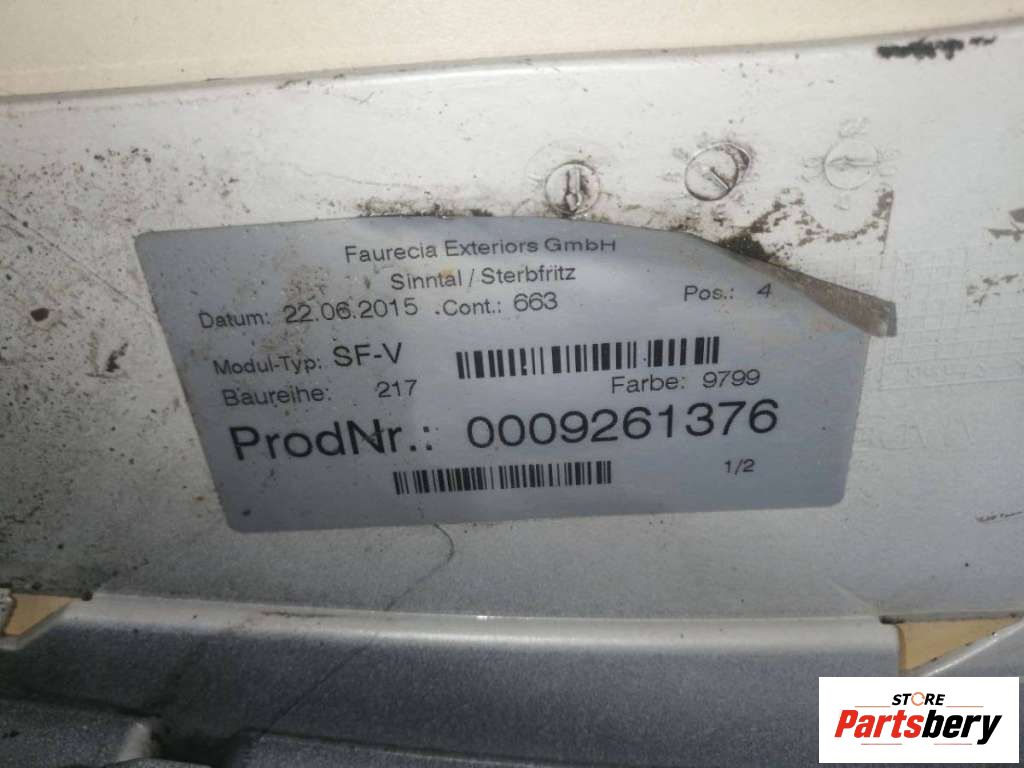 Faurecia Exteriors GmbH
Sinntal / Sterbfritz
Datum: 22.06.2015 .Cont.: 663 Pos.: 4
Modul-Typ: SF-V
Baureihe: 217 Farbe: 9799
ProdNr.: 0009261376
1/2
STORE
Partsbery